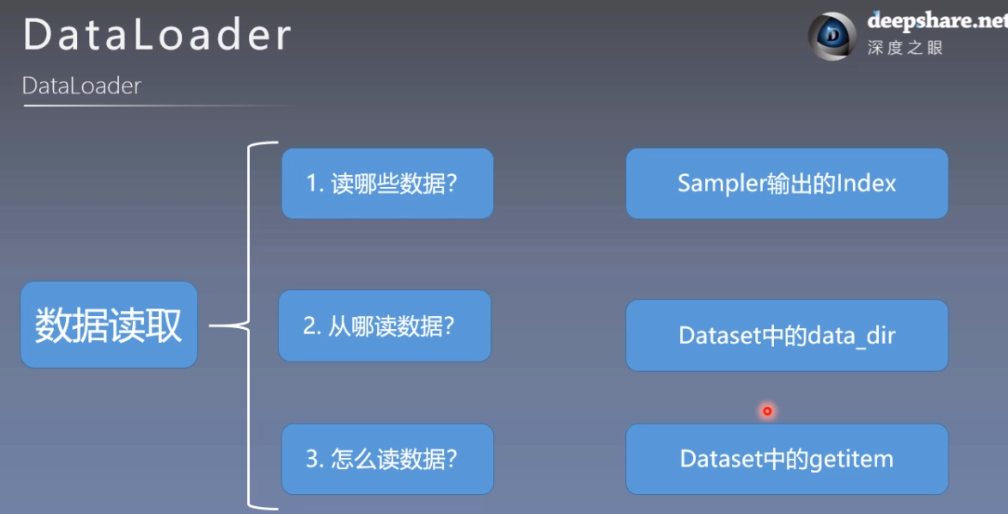 DataLoader
deepshare.net
深度之眼
DataLoader
数据读取
1. 读哪些数据?
Sampler输出的Index
2. 从哪读数据?
Dataset中的data_dir
3. 怎么读数据?
Dataset中的getitem